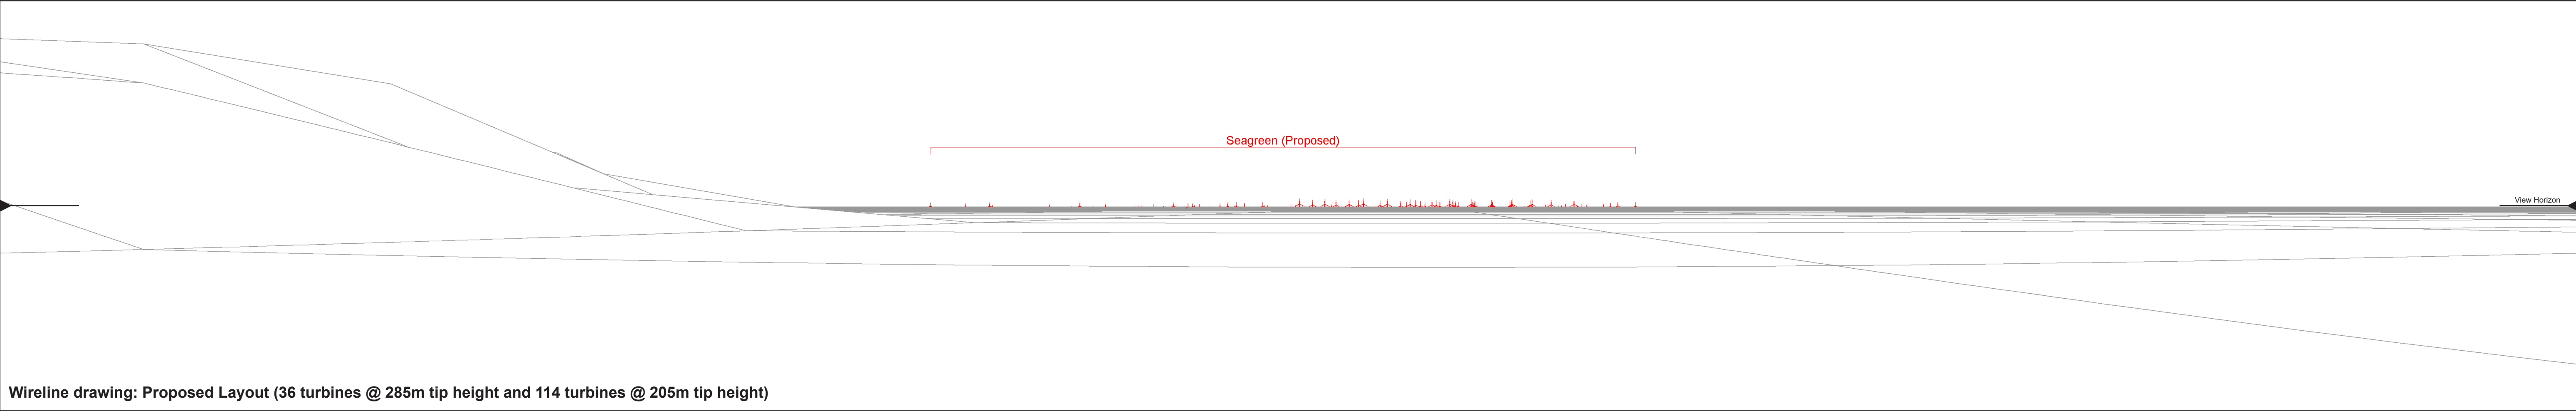 Seagreen (Proposed)
View Horizon
Wireline drawing: Proposed Layout (36 turbines @ 285m tip height and 114 turbines @ 205m tip height)